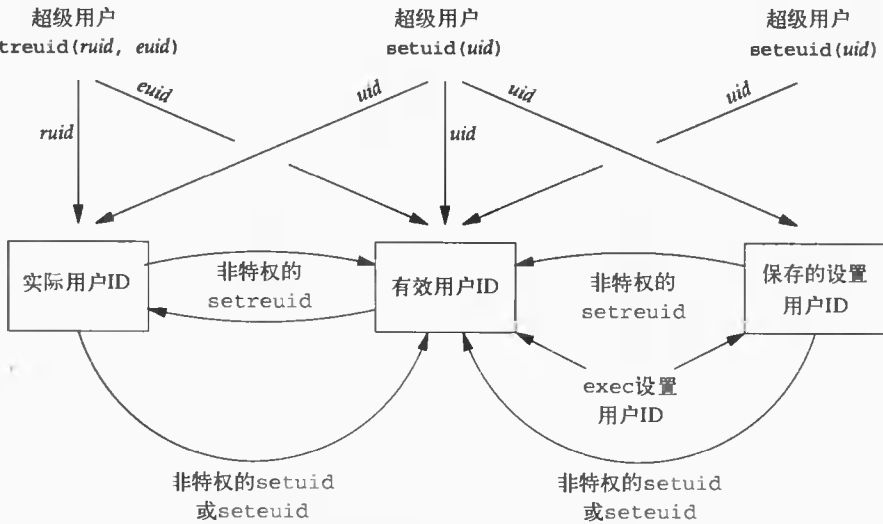 超级用户
treuid(ruid, euid)
超级用户
setuid(uid)
超级用户
seteuid(uid)
ruid
euid
uid
uid
uid
uid
实际用户ID
非特权的
setreuid
有效用户ID
非特权的
setreuid
保存的设置
用户ID
exec设置
用户ID
非特权的setuid
或seteuid
非特权的setuid
或seteuid